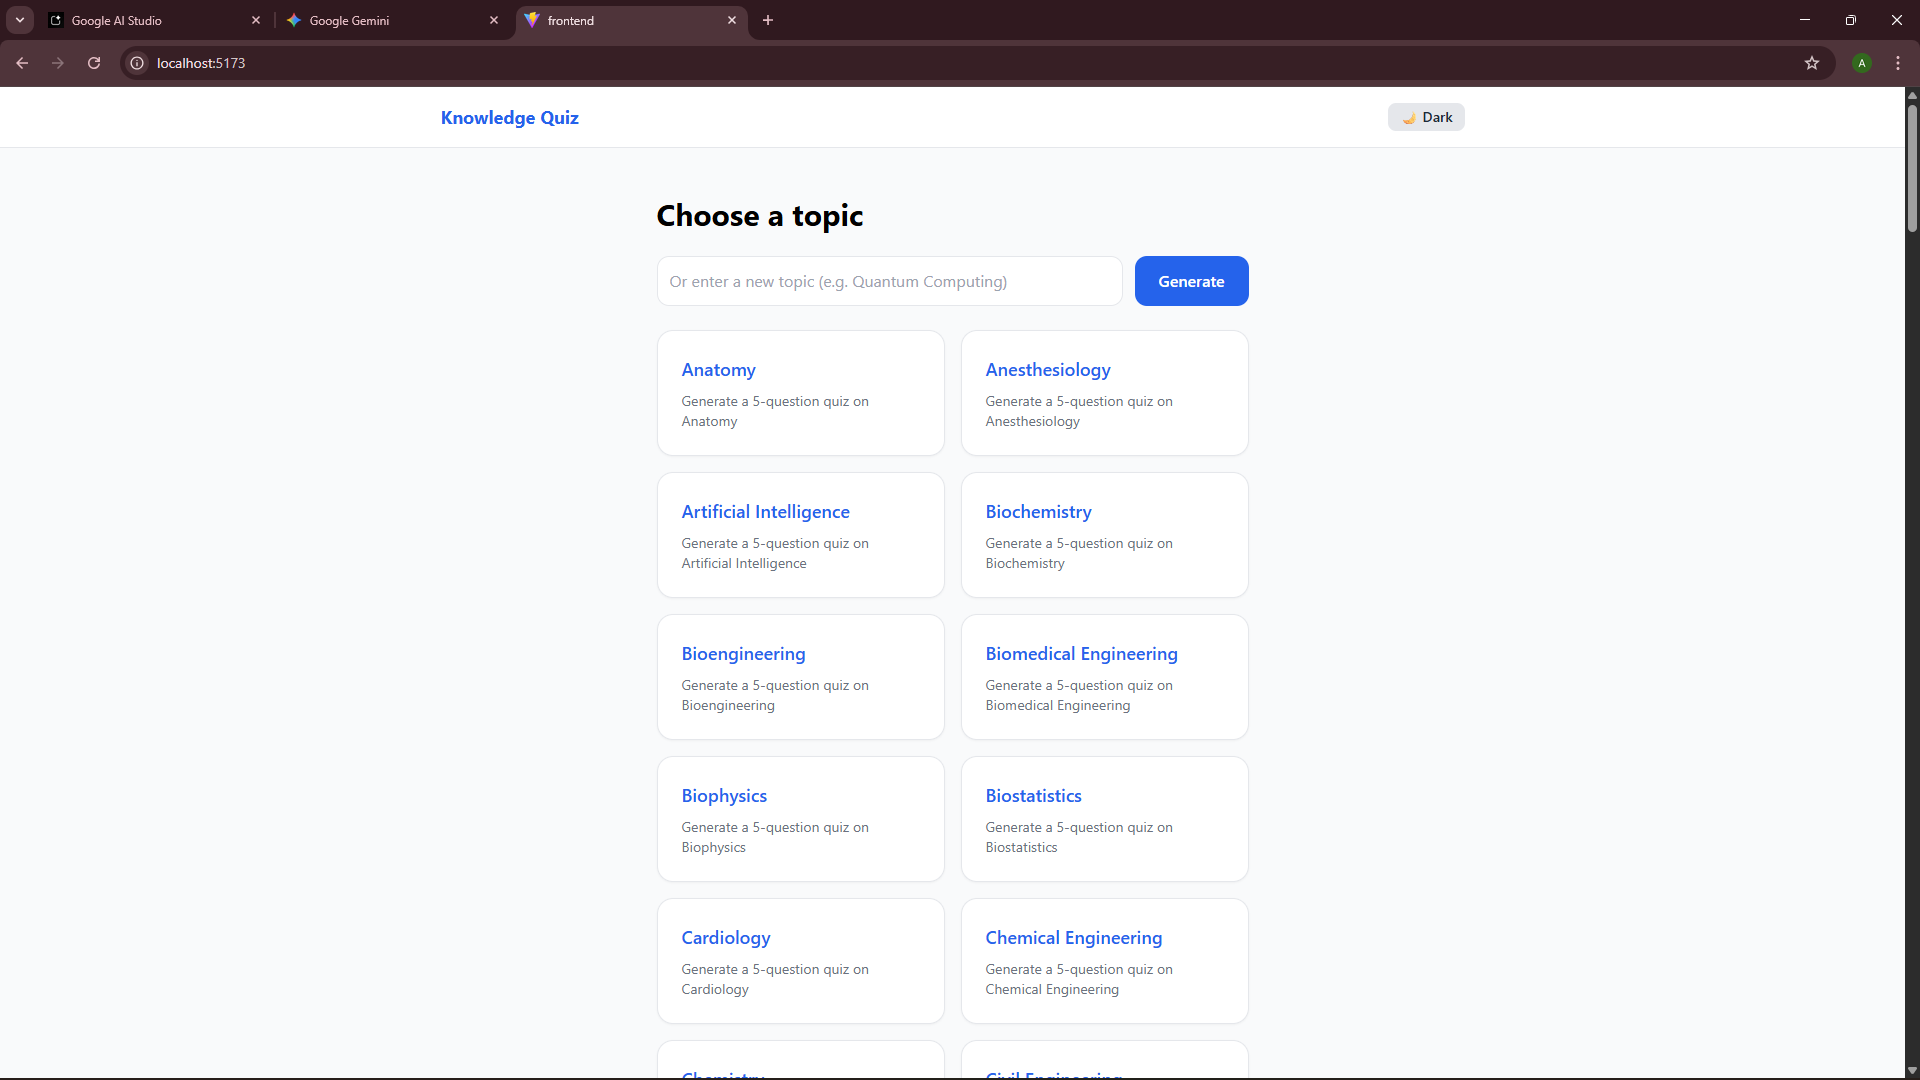 Google AI Studio
Google Gemini
frontend
localhost:5173
A
Knowledge Quiz
Dark
Choose a topic
Or enter a new topic (e.g. Quantum Computing)
Generate
Anatomy
Generate a 5-question quiz on
Anatomy
Anesthesiology
Generate a 5-question quiz on
Anesthesiology
Artificial Intelligence
Generate a 5-question quiz on
Artificial Intelligence
Biochemistry
Generate a 5-question quiz on
Biochemistry
Bioengineering
Generate a 5-question quiz on
Bioengineering
Biomedical Engineering
Generate a 5-question quiz on
Biomedical Engineering
Biophysics
Generate a 5-question quiz on
Biophysics
Biostatistics
Generate a 5-question quiz on
Biostatistics
Cardiology
Generate a 5-question quiz on
Cardiology
Chemical Engineering
Generate a 5-question quiz on
Chemical Engineering
Chemistry
Civil Engineering